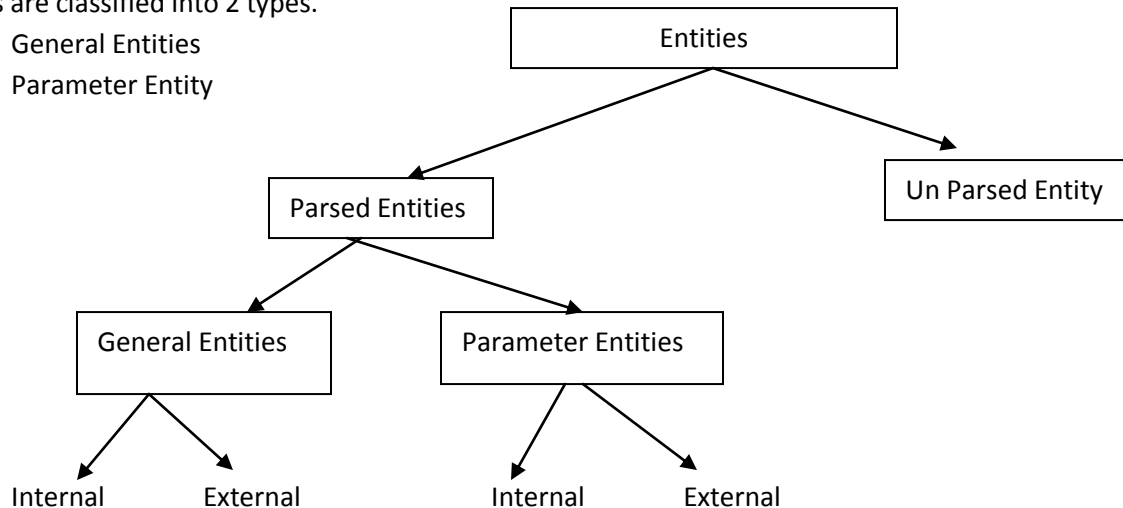 s are classified into 2 types.
General Entities
Parameter Entity
Entities
Parsed Entities
Un Parsed Entity
General Entities
Parameter Entities
Internal
External
Internal
External